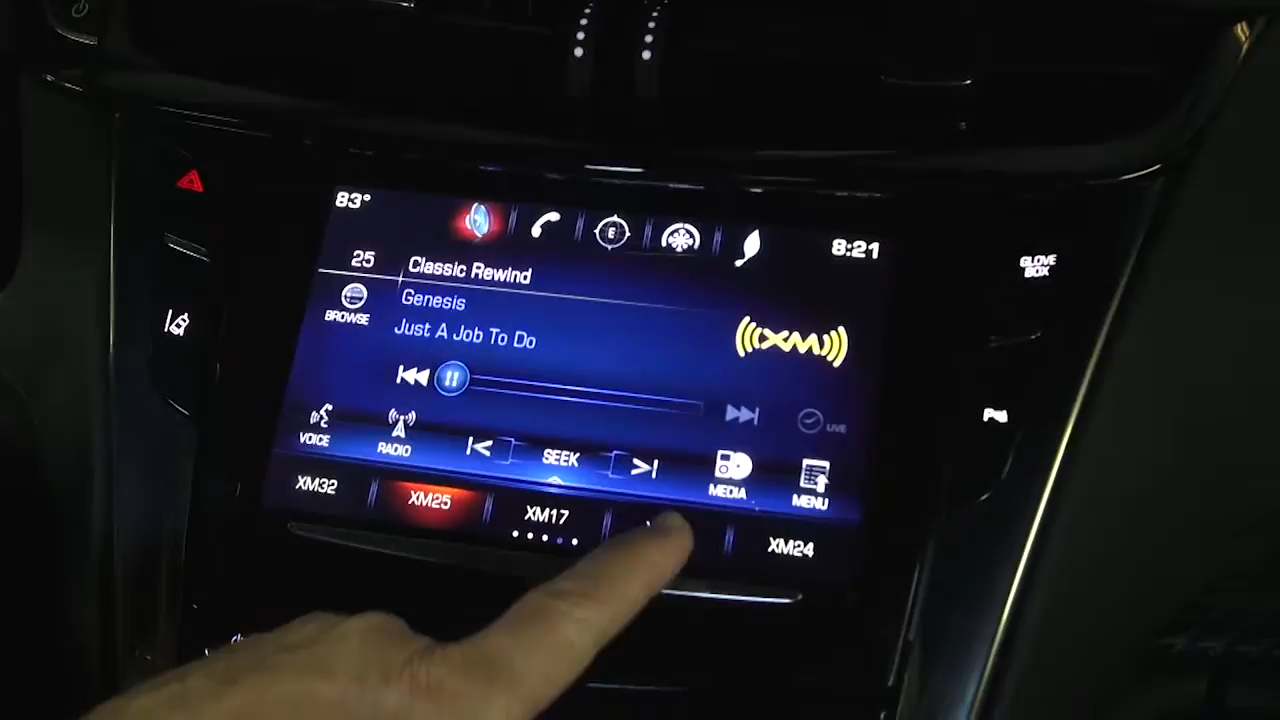 83°
E
8:21
GLOVE
BOX
25
Classic Rewind
BROWSE
Genesis
Just A Job To Do
XM
LIVE
VOICE
RADIO
SEEK
MEDIA
MENU
XM32
XM25
XM17
XM24